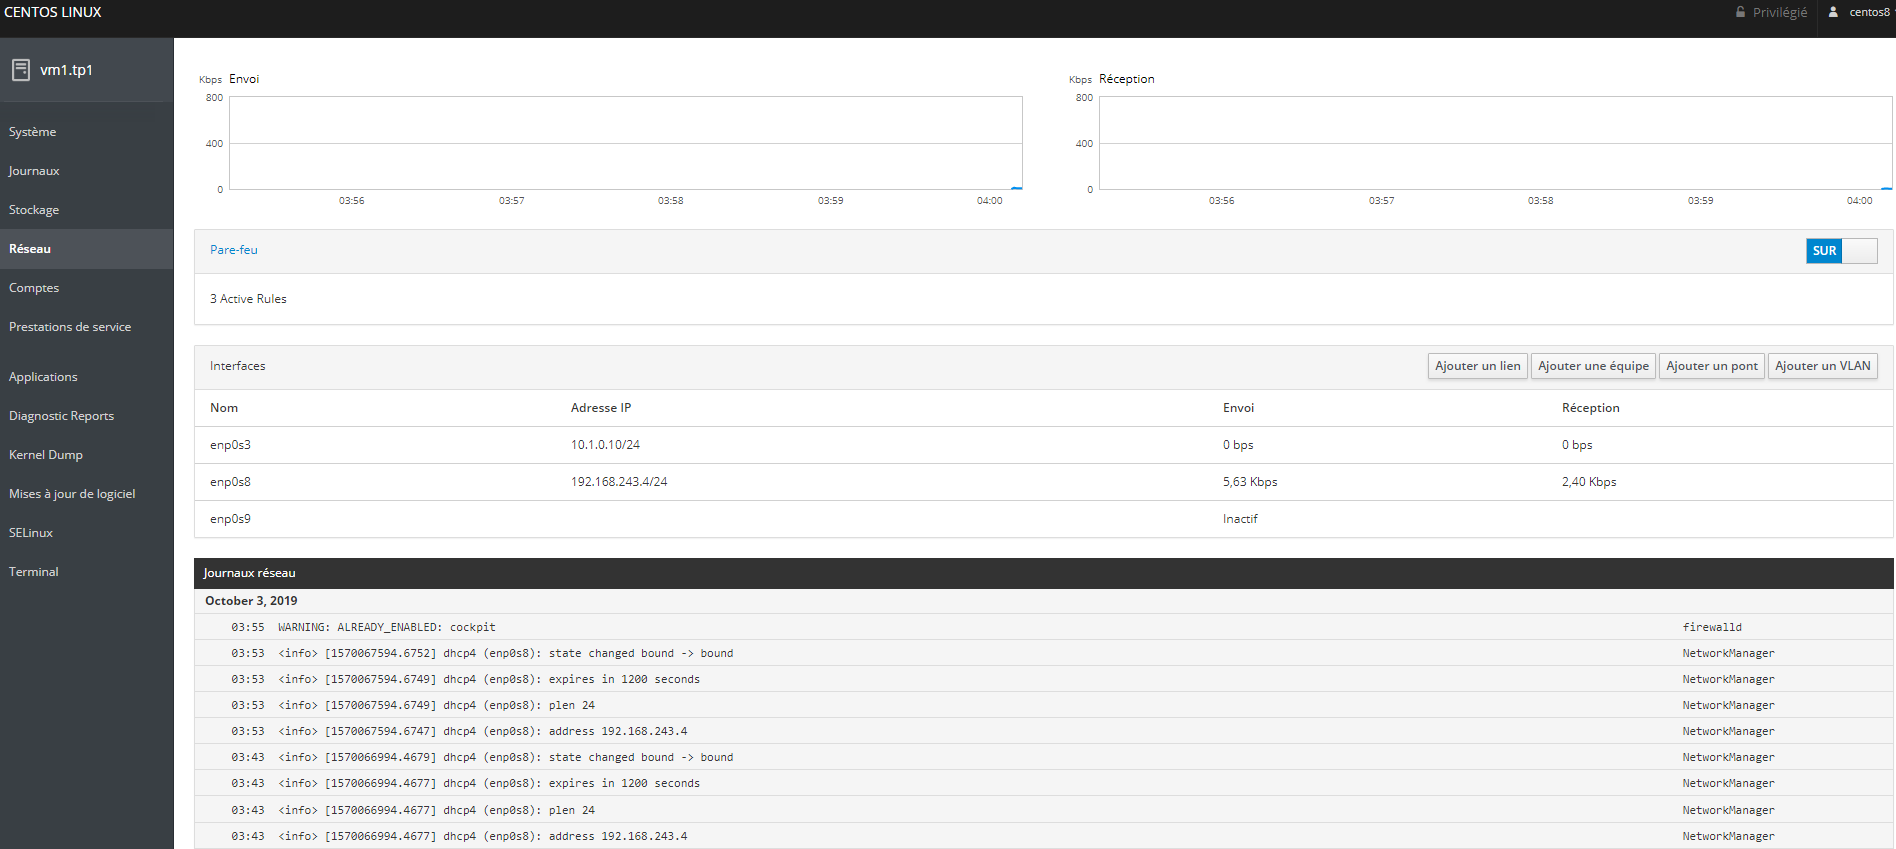 CENTOS LINUX
Privilégié
centos8
vm1.tp1
Système
Journaux
Stockage
Réseau
Comptes
Prestations de service
Applications
Diagnostic Reports
Kernel Dump
Mises à jour de logiciel
SELinux
Terminal
Kbps Envoi
800
400
0
03:56 03:57 03:58 03:59 04:00
Kbps Réception
800
400
0
03:56 03:57 03:58 03:59 04:00
Pare-feu SUR
3 Active Rules
Interfaces Ajouter un lien Ajouter une équipe Ajouter un pont Ajouter un VLAN
Nom Adresse IP Envoi Réception
enp0s3 10.1.0.10/24 0 bps 0 bps
enp0s8 192.168.243.4/24 5,63 Kbps 2,40 Kbps
enp0s9 Inactif
Journaux réseau
October 3, 2019
03:55 WARNING: ALREADY_ENABLED: cockpit firewalld
03:53 <info> [1570067594.6752] dhcp4 (enp0s8): state changed bound -> bound NetworkManager
03:53 <info> [1570067594.6749] dhcp4 (enp0s8): expires in 1200 seconds NetworkManager
03:53 <info> [1570067594.6749] dhcp4 (enp0s8): plen 24 NetworkManager
03:53 <info> [1570067594.6747] dhcp4 (enp0s8): address 192.168.243.4 NetworkManager
03:43 <info> [1570066994.4679] dhcp4 (enp0s8): state changed bound -> bound NetworkManager
03:43 <info> [1570066994.4677] dhcp4 (enp0s8): expires in 1200 seconds NetworkManager
03:43 <info> [1570066994.4677] dhcp4 (enp0s8): plen 24 NetworkManager
03:43 <info> [1570066994.4677] dhcp4 (enp0s8): address 192.168.243.4 NetworkManager